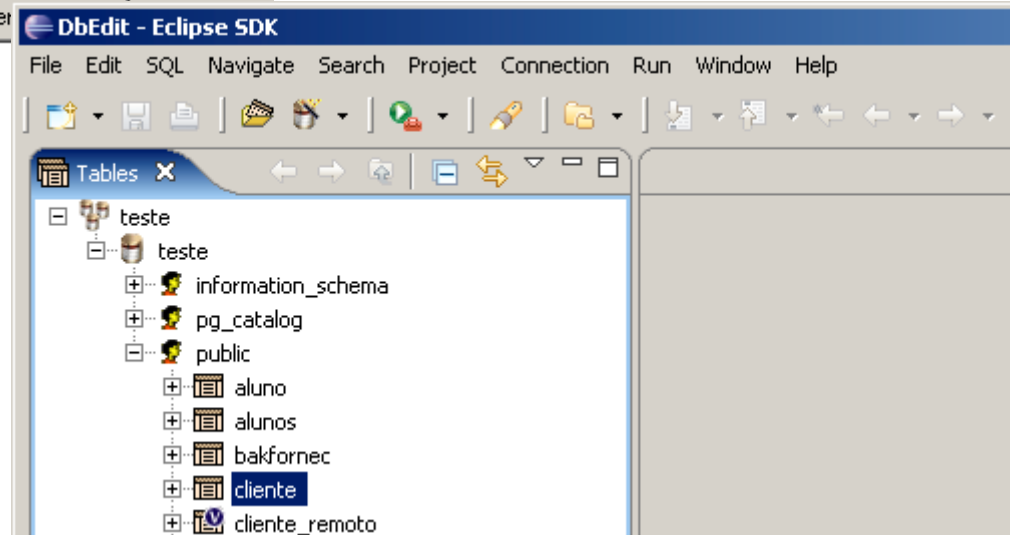 er
DbEdit - Eclipse SDK
File Edit SQL Navigate Search Project Connection Run Window Help
Tables
teste
teste
information_schema
pg_catalog
public
aluno
alunos
bakfornec
cliente
cliente_remoto